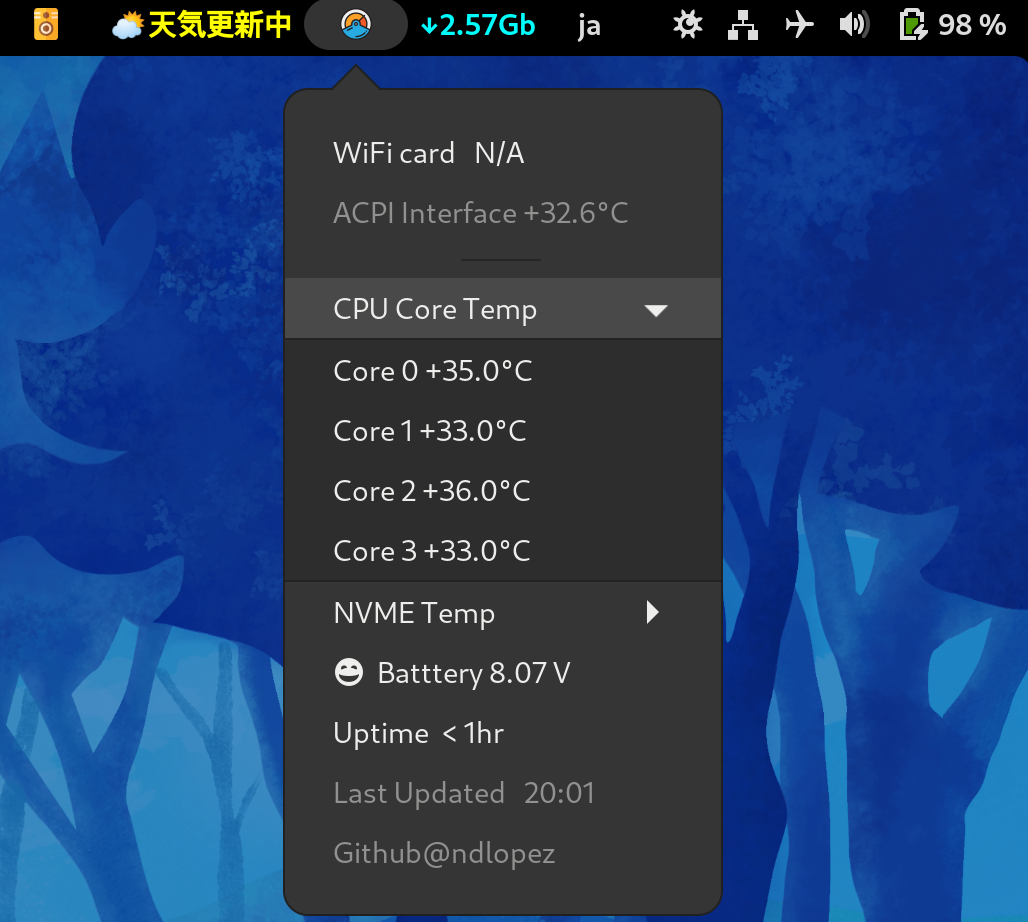 天気更新中 ↓2.57Gb ja 98 %
WiFi card N/A
ACPI Interface +32.6°C
CPU Core Temp
Core 0 +35.0°C
Core 1 +33.0°C
Core 2 +36.0°C
Core 3 +33.0°C
NVME Temp
Batttery 8.07 V
Uptime < 1hr
Last Updated 20:01
Github@ndlopez